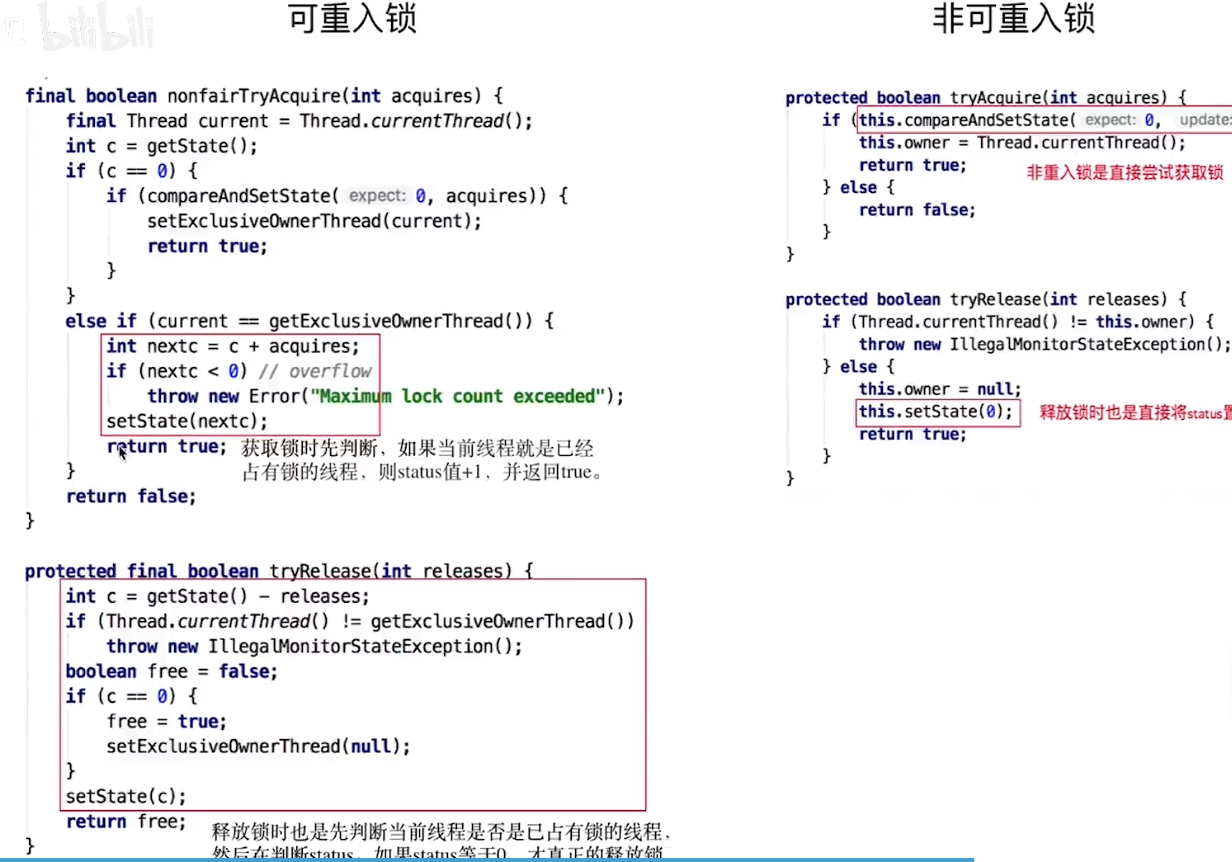 bilibili
可重入锁
final boolean nonfairTryAcquire(int acquires) {
final Thread current = Thread.currentThread();
int c = getState();
if (c == 0) {
if (compareAndSetState( expect: 0, acquires)) {
setExclusiveOwnerThread(current);
return true;
}
}
else if (current == getExclusiveOwnerThread()) {
int nextc = c + acquires;
if (nextc < 0) // overflow
throw new Error("Maximum lock count exceeded");
setState(nextc);
return true; 获取锁时先判断，如果当前线程就是已经
占有锁的线程，则status值+1，并返回true。
}
return false;
}
protected final boolean tryRelease(int releases) {
int c = getState() - releases;
if (Thread.currentThread() != getExclusiveOwnerThread())
throw new IllegalMonitorStateException();
boolean free = false;
if (c == 0) {
free = true;
setExclusiveOwnerThread(null);
}
setState(c);
return free;
释放锁时也是先判断当前线程是否是已占有锁的线程，
}
然后在判断status。如果status等于0，才真正的释放锁
非可重入锁
protected boolean tryAcquire(int acquires) {
if (this.compareAndSetState( expect: 0, update:
this.owner = Thread.currentThread();
return true;
非重入锁是直接尝试获取锁
} else {
return false;
}
}
protected boolean tryRelease(int releases) {
if (Thread.currentThread() != this.owner) {
throw new IllegalMonitorStateException();
} else {
this.owner = null;
this.setState(0); 释放锁时也是直接将status置
return true;
}
}